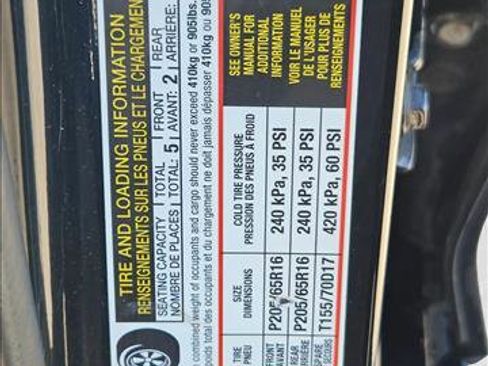 TIRE AND LOADING INFORMATION
RENSEIGNEMENTS SUR LES PNEUS ET LE CHARGEMENT
SEATING CAPACITY | TOTAL | FRONT | REAR
NOMBRE DE PLACES | TOTAL: 5 | AVANT: 2 | ARRIÈRE:
combined weight of occupants and cargo should never exceed 410kg or 905lbs.
poids total des occupants et du chargement ne doit jamais dépasser 410kg ou 905
TIRE SIZE COLD TIRE PRESSURE
PNEU DIMENSIONS PRESSION DES PNEUS À FROID
FRONT
AVANT P205/65R16 240 kPa, 35 PSI
REAR
ARRIÈRE P205/65R16 240 kPa, 35 PSI
SPARE
SECOURS T155/70D17 420 kPa, 60 PSI
SEE OWNER'S
MANUAL FOR
ADDITIONAL
INFORMATION
VOIR LE MANUEL
DE L'USAGER
POUR PLUS DE
RENSEIGNEMENTS